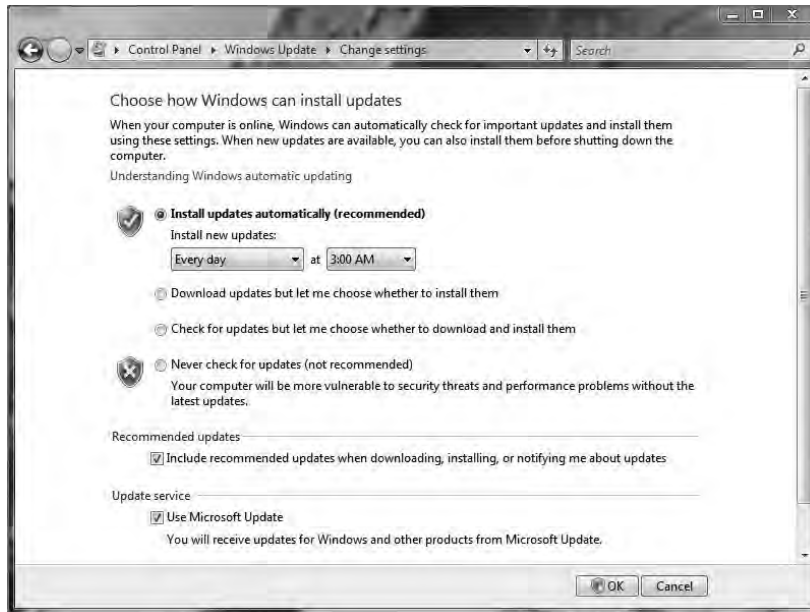 Control Panel ▸ Windows Update ▸ Change settings
Search
Choose how Windows can install updates
When your computer is online, Windows can automatically check for important updates and install them
using these settings. When new updates are available, you can also install them before shutting down the
computer.
Understanding Windows automatic updating
Install updates automatically (recommended)
Install new updates:
Every day at 3:00 AM
Download updates but let me choose whether to install them
Check for updates but let me choose whether to download and install them
Never check for updates (not recommended)
Your computer will be more vulnerable to security threats and performance problems without the
latest updates.
Recommended updates
Include recommended updates when downloading, installing, or notifying me about updates
Update service
Use Microsoft Update
You will receive updates for Windows and other products from Microsoft Update.
OK Cancel